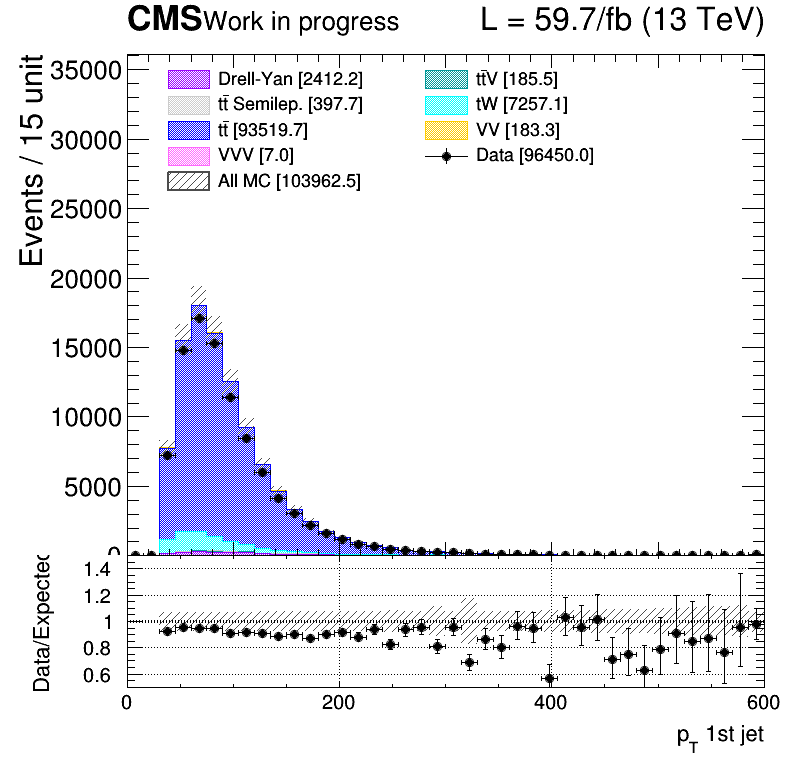 CMS Work in progress L = 59.7/fb (13 TeV)
Events / 15 unit
35000
30000
25000
20000
15000
10000
5000
0
Drell-Yan [2412.2]
tt̄ Semilep. [397.7]
tt̄ [93519.7]
VVV [7.0]
All MC [103962.5]
tt̄V [185.5]
tW [7257.1]
VV [183.3]
Data [96450.0]
Data/Expected
1.4
1.2
1
0.8
0.6
0 200 400 600
p_T 1st jet